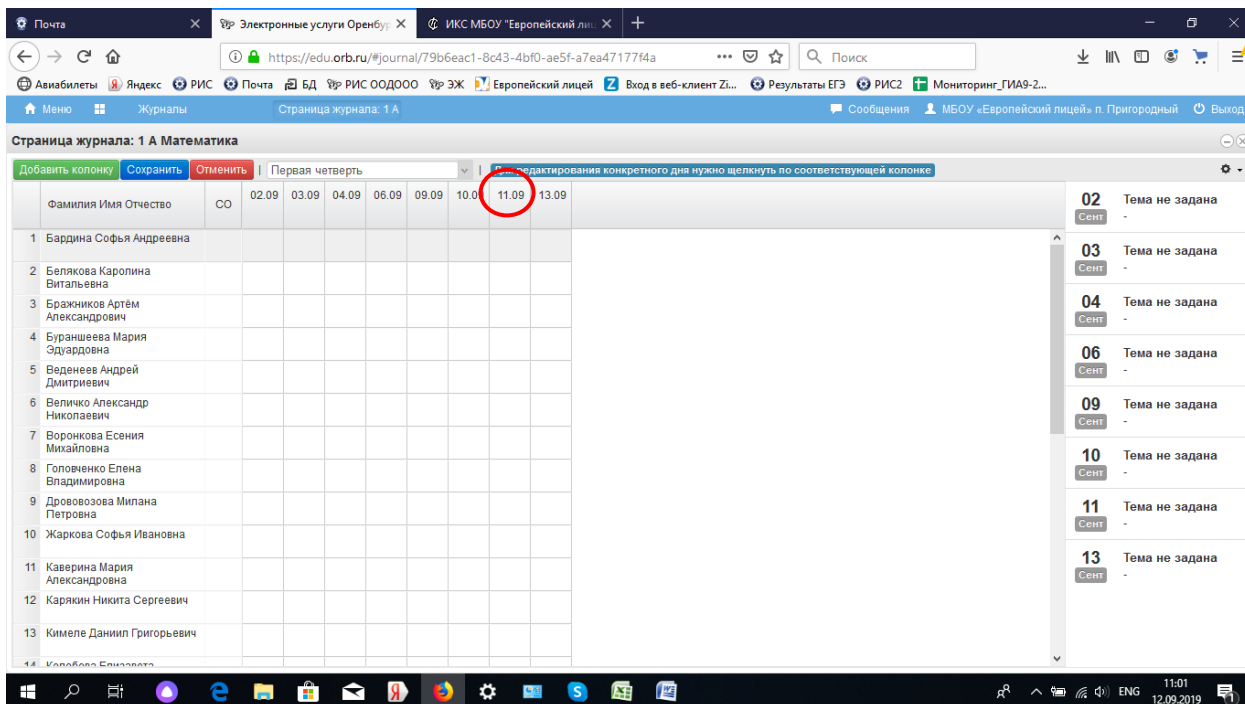 Почта
Электронные услуги Оренбур
ИКС МБОУ "Европейский лиц
https://edu.orb.ru/#journal/79b6eac1-8c43-4bf0-ae5f-a7ea47177f4a
Поиск
Авиабилеты Яндекс РИС Почта БД РИС ООДОО ЭЖ Европейский лицей Вход в веб-клиент Zi... Результаты ЕГЭ РИС2 Мониторинг_ГИА9-2...
Меню Журналы Страница журнала: 1 А Сообщения МБОУ «Европейский лицей» п. Пригородный Выход
Страница журнала: 1 А Математика
Добавить колонку Сохранить Отменить | Первая четверть | редактирования конкретного дня нужно щелкнуть по соответствующей колонке
Фамилия Имя Отчество СО 02.09 03.09 04.09 06.09 09.09 10.09 11.09 13.09
1 Бардина Софья Андреевна
2 Белякова Каролина
Витальевна
3 Бражников Артём
Александрович
4 Бураншеева Мария
Эдуардовна
5 Веденеев Андрей
Дмитриевич
6 Величко Александр
Николаевич
7 Воронкова Есения
Михайловна
8 Головченко Елена
Владимировна
9 Дрововозова Милана
Петровна
10 Жаркова Софья Ивановна
11 Каверина Мария
Александровна
12 Карякин Никита Сергеевич
13 Кимеле Даниил Григорьевич
14
02 Тема не задана
Сент -
03 Тема не задана
Сент -
04 Тема не задана
Сент -
06 Тема не задана
Сент -
09 Тема не задана
Сент -
10 Тема не задана
Сент -
11 Тема не задана
Сент -
13 Тема не задана
Сент -
ENG
11:01
12.09.2019